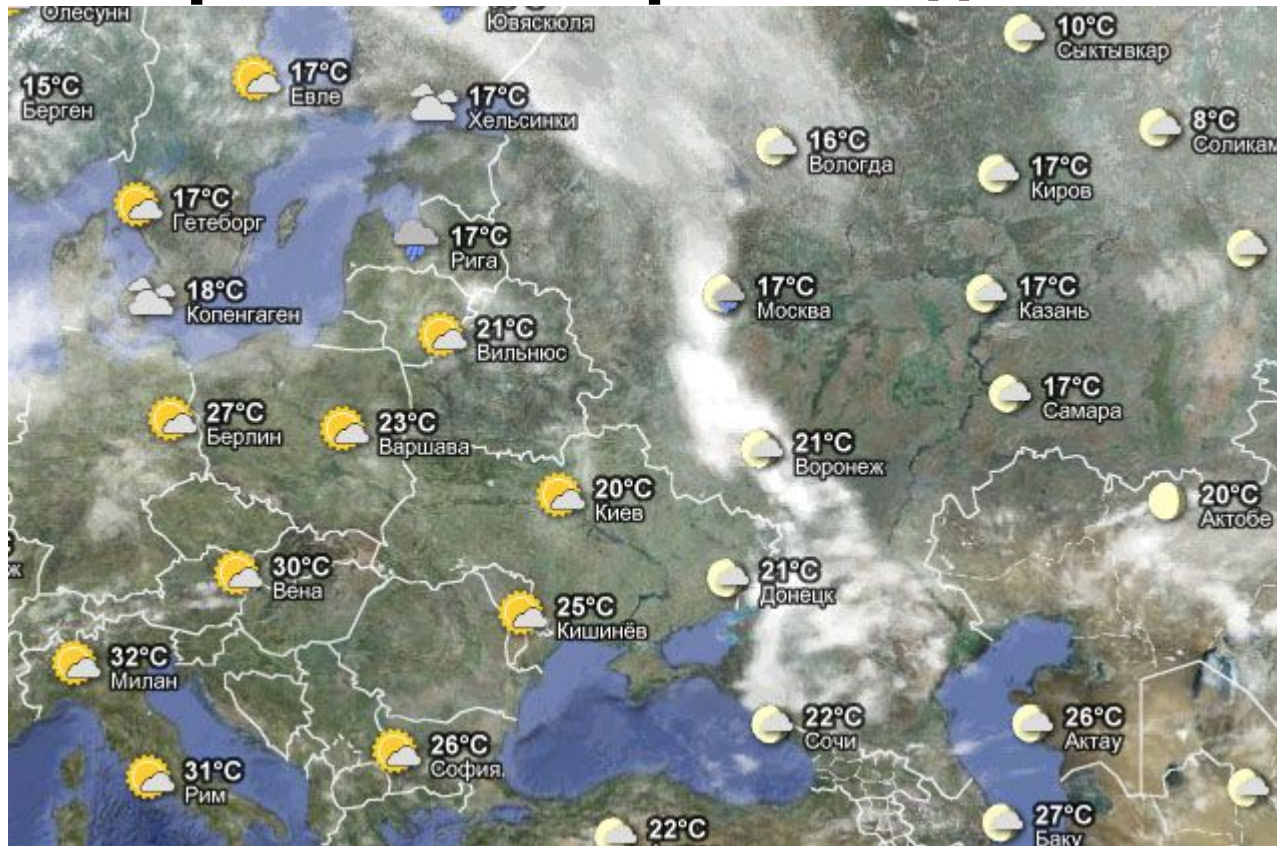 Олесунн
Ювяскюля
10°C
Сыктывкар
15°C
Берген
17°C
Евле
17°C
Хельсинки
8°C
Соликам
16°C
Вологда
17°C
Киров
17°C
Гетеборг
17°C
Рига
18°C
Копенгаген
17°C
Москва
17°C
Казань
21°C
Вильнюс
17°C
Самара
27°C
Берлин
23°C
Варшава
21°C
Воронеж
20°C
Киев
20°C
Актобе
30°C
Вена
21°C
Донецк
25°C
Кишинёв
32°C
Милан
22°C
Сочи
26°C
Актау
26°C
София
31°C
Рим
22°C
27°C
Баку